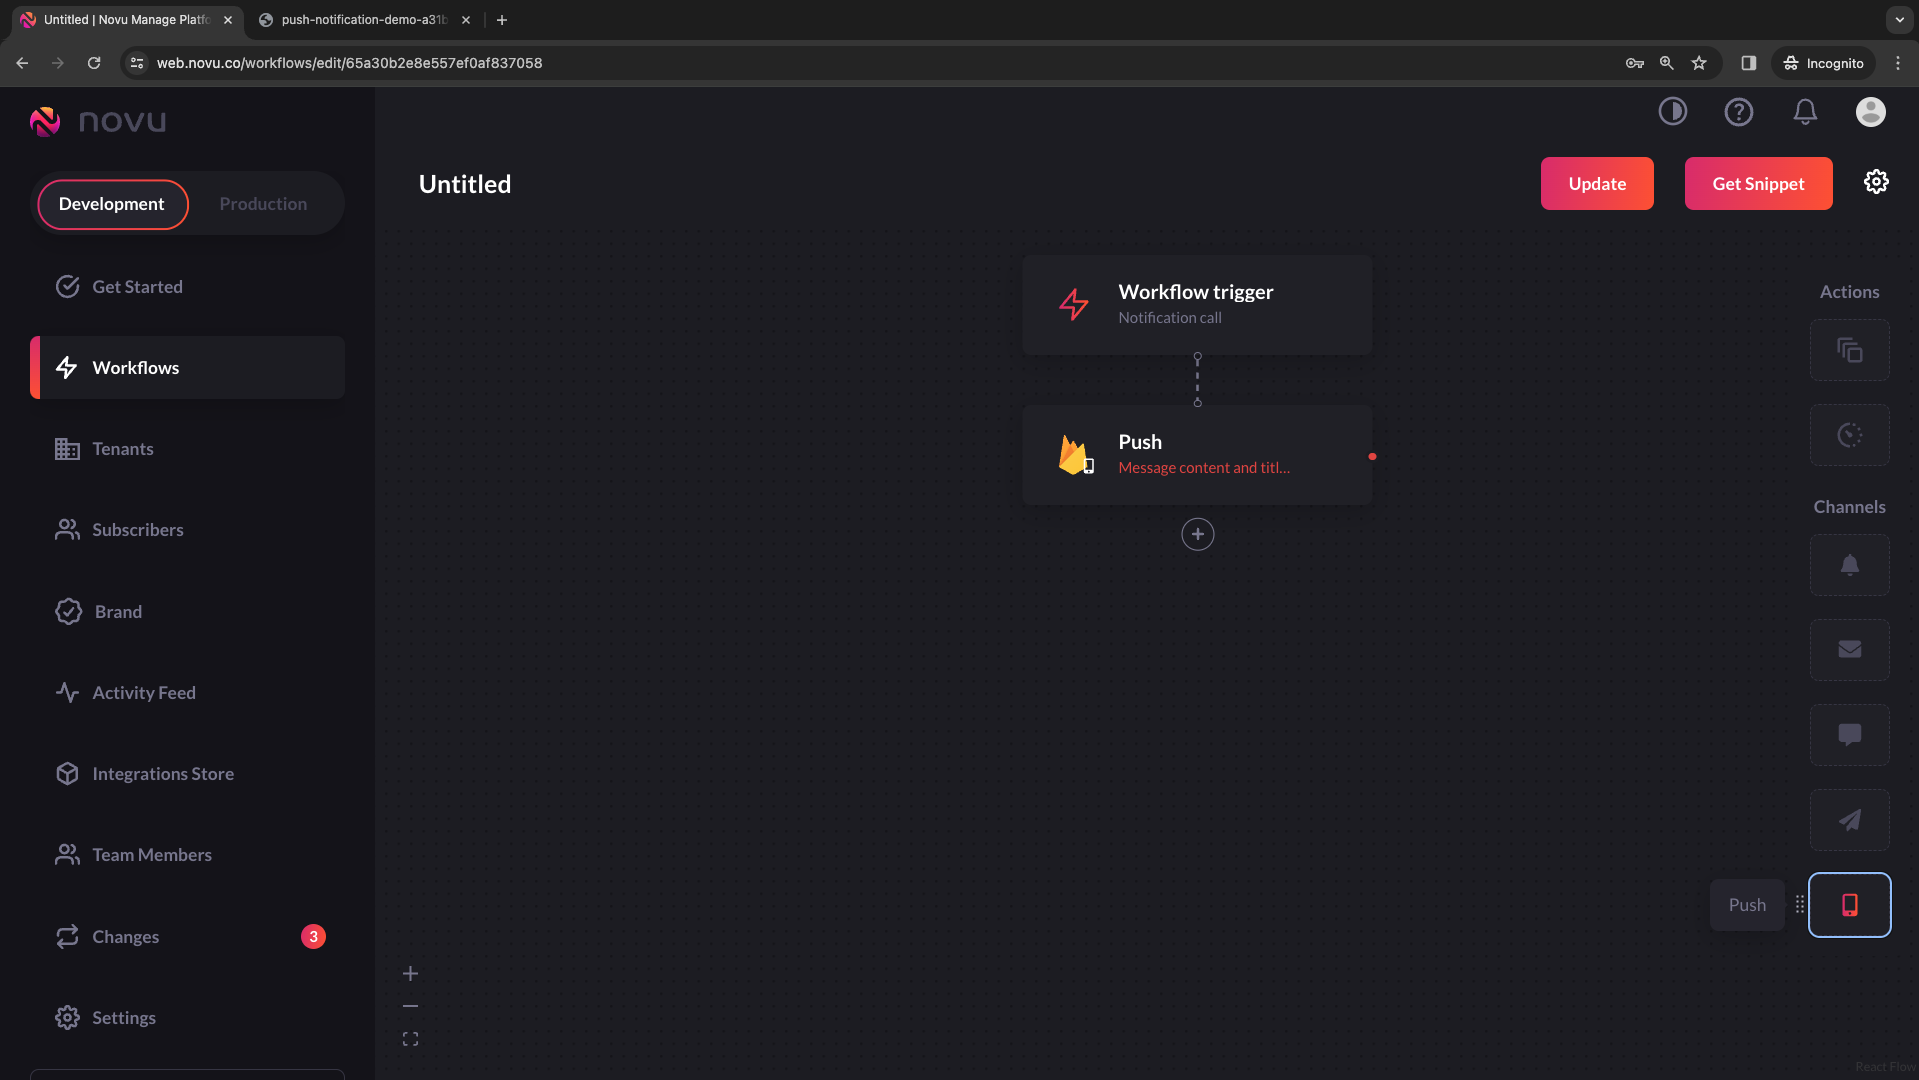 Untitled | Novu Manage Platfo
push-notification-demo-a31b
web.novu.co/workflows/edit/65a30b2e8e557ef0af837058
Incognito
novu
Development
Production
Untitled
Update
Get Snippet
Get Started
Workflows
Tenants
Subscribers
Brand
Activity Feed
Integrations Store
Team Members
Changes
3
Settings
Workflow trigger
Notification call
Push
Message content and titl...
Actions
Channels
Push
React Flow